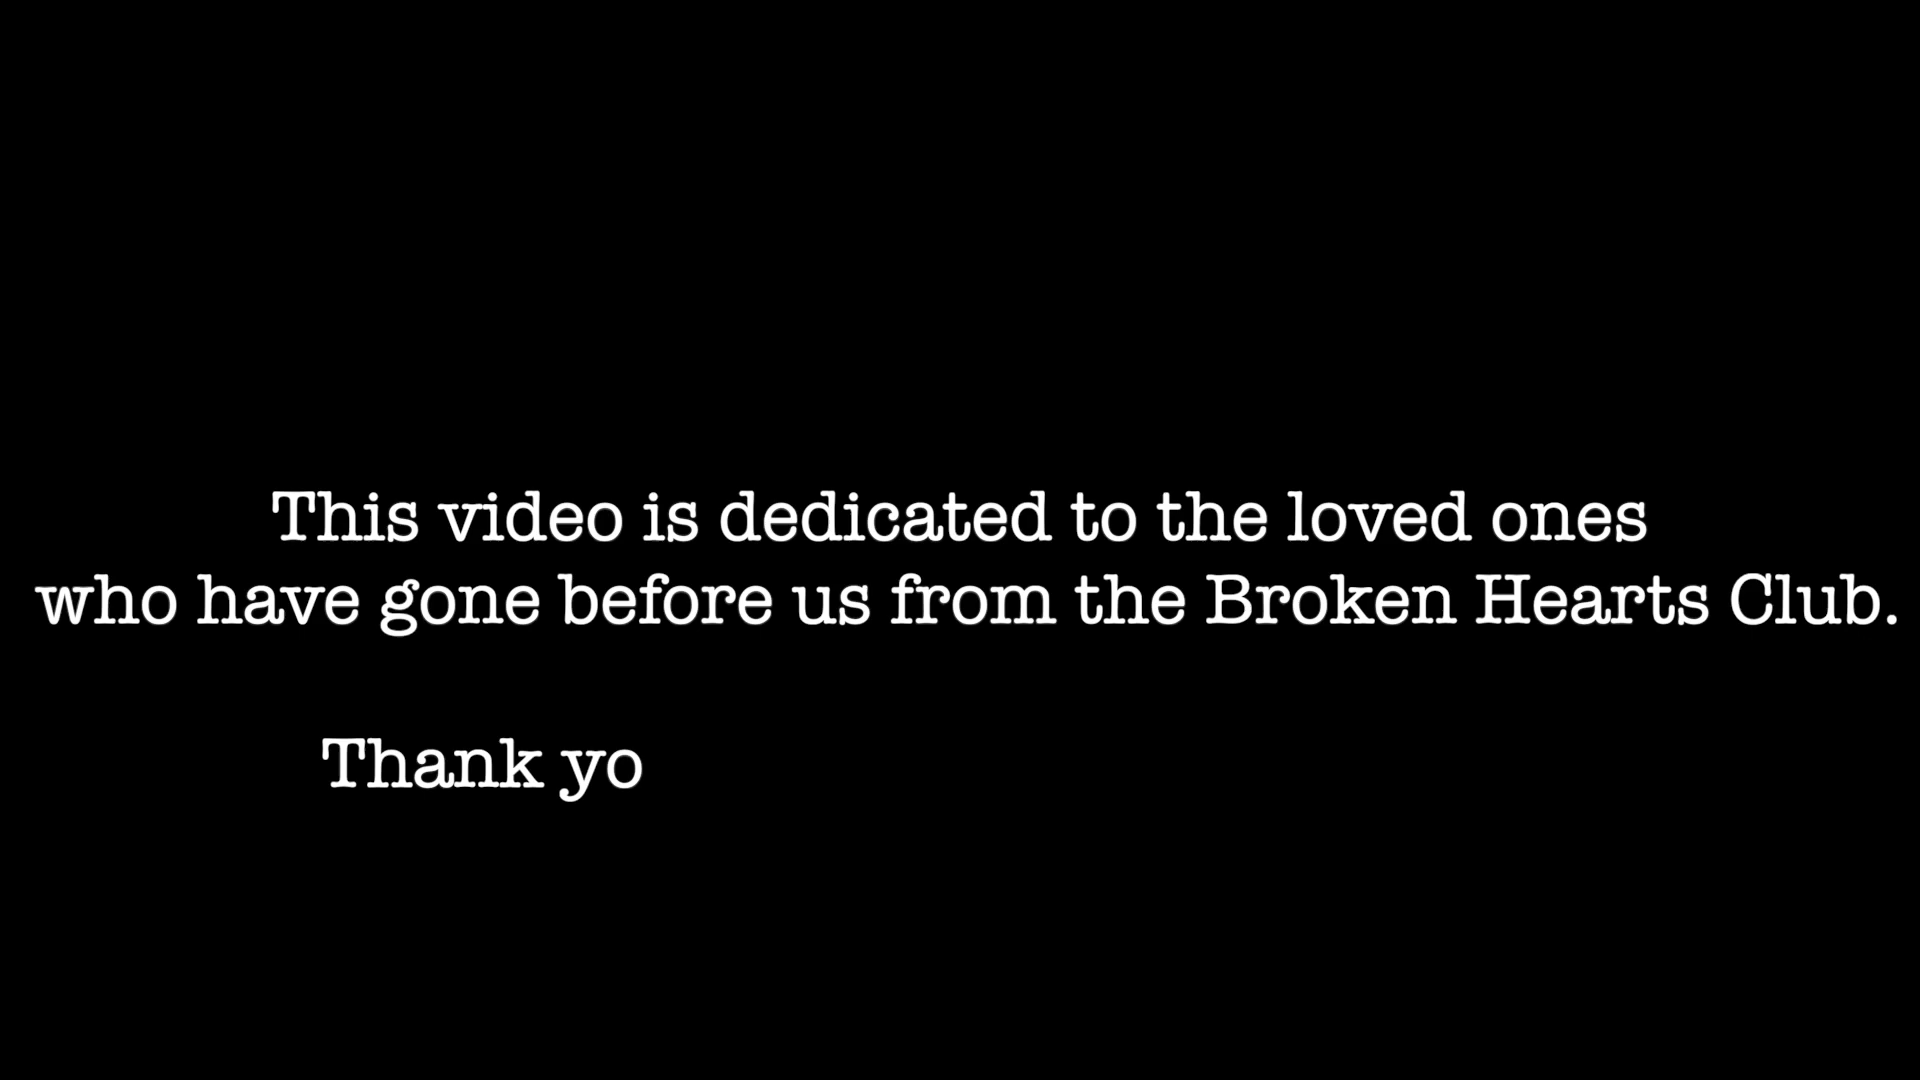 This video is dedicated to the loved ones
who have gone before us from the Broken Hearts Club.
Thank yo